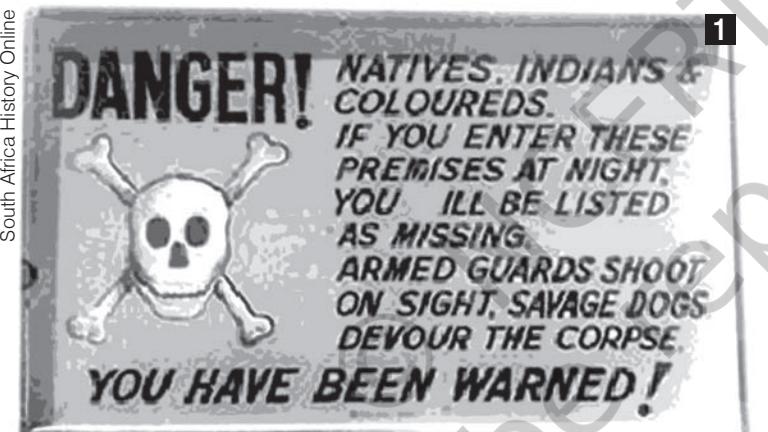 South Africa History Online
1
DANGER!
NATIVES, INDIANS &
COLOUREDS.
IF YOU ENTER THESE
PREMISES AT NIGHT,
YOU ILL BE LISTED
AS MISSING.
ARMED GUARDS SHOOT
ON SIGHT, SAVAGE DOGS
DEVOUR THE CORPSE.
YOU HAVE BEEN WARNED!